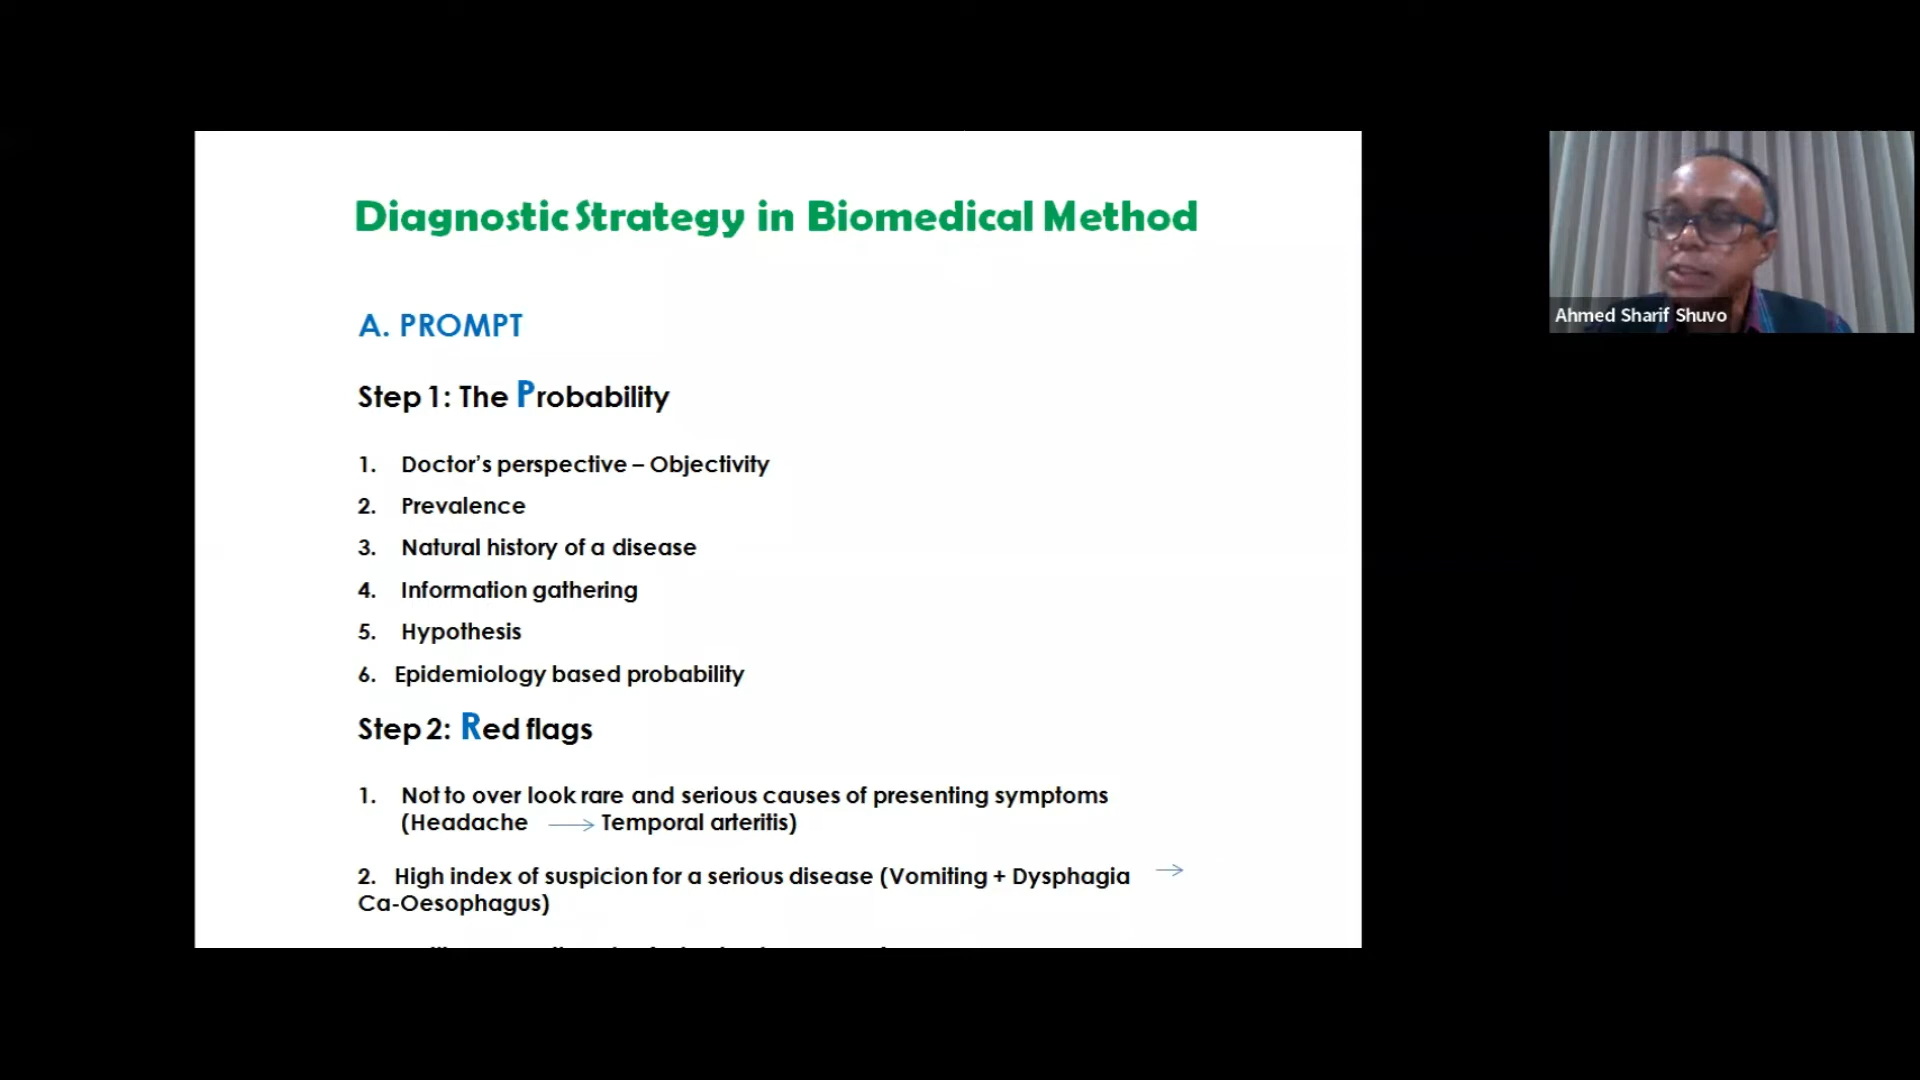 Diagnostic Strategy in Biomedical Method
Ahmed Sharif Shuvo
A. PROMPT
Step 1: The Probability
1. Doctor's perspective – Objectivity
2. Prevalence
3. Natural history of a disease
4. Information gathering
5. Hypothesis
6. Epidemiology based probability
Step 2: Red flags
1. Not to over look rare and serious causes of presenting symptoms
(Headache → Temporal arteritis)
2. High index of suspicion for a serious disease (Vomiting + Dysphagia →
Ca-Oesophagus)